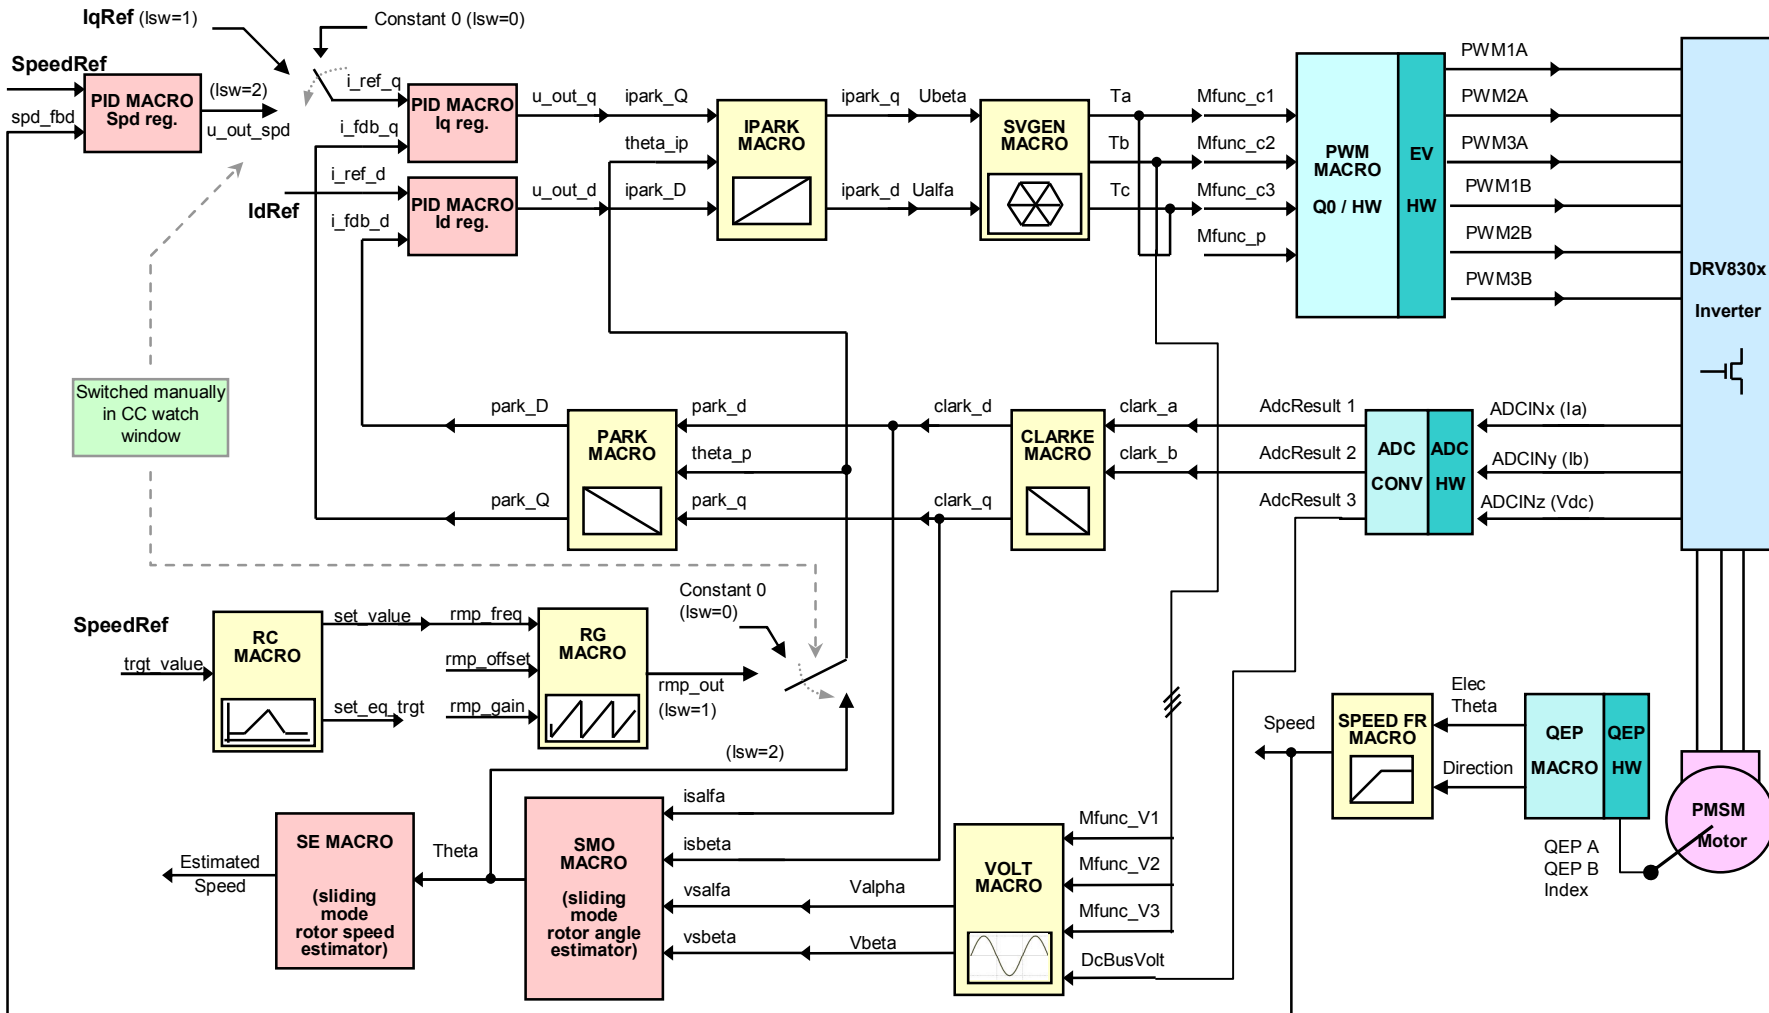 IqRef (lsw=1)
Constant 0 (lsw=0)
SpeedRef
spd_fbd
PID MACRO
Spd reg.
(lsw=2)
u_out_spd
i_ref_q
i_fdb_q
i_ref_d
IdRef
i_fdb_d
PID MACRO
Iq reg.
PID MACRO
Id reg.
u_out_q
ipark_Q
theta_ip
u_out_d
ipark_D
IPARK
MACRO
ipark_q
Ubeta
ipark_d
Ualfa
SVGEN
MACRO
Ta
Tb
Tc
Mfunc_c1
Mfunc_c2
Mfunc_c3
Mfunc_p
PWM
MACRO
Q0 / HW
EV
HW
PWM1A
PWM2A
PWM3A
PWM1B
PWM2B
PWM3B
DRV830x
Inverter
Switched manually
in CC watch
window
park_D
park_Q
PARK
MACRO
park_d
theta_p
park_q
clark_d
clark_q
CLARKE
MACRO
clark_a
clark_b
AdcResult 1
AdcResult 2
AdcResult 3
ADC
CONV
ADC
HW
ADCINx (Ia)
ADCINy (Ib)
ADCINz (Vdc)
SpeedRef
trgt_value
RC
MACRO
set_value
set_eq_trgt
rmp_freq
rmp_offset
rmp_gain
RG
MACRO
rmp_out
(lsw=1)
Constant 0
(lsw=0)
(lsw=2)
Speed
SPEED FR
MACRO
Elec
Theta
Direction
QEP
MACRO
QEP
HW
QEP A
QEP B
Index
PMSM
Motor
Estimated
Speed
SE MACRO
(sliding
mode
rotor speed
estimator)
Theta
SMO
MACRO
(sliding
mode
rotor angle
estimator)
isalfa
isbeta
vsalfa
vsbeta
Valpha
Vbeta
VOLT
MACRO
Mfunc_V1
Mfunc_V2
Mfunc_V3
DcBusVolt